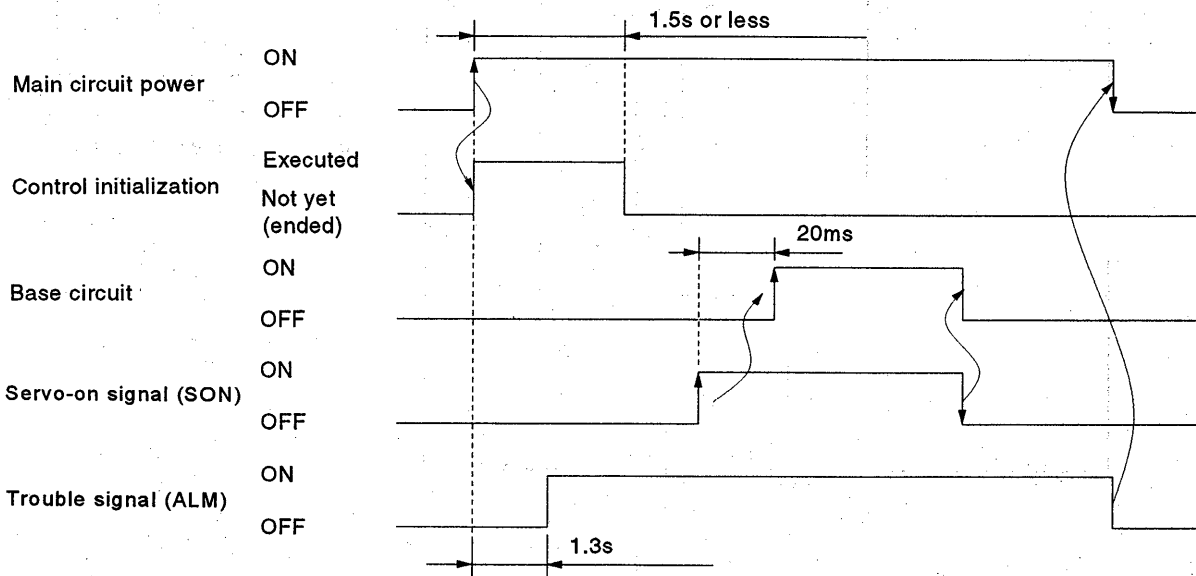 1.5s or less
Main circuit power
ON
OFF
Control initialization
Executed
Not yet
(ended)
20ms
Base circuit
ON
OFF
Servo-on signal (SON)
ON
OFF
Trouble signal (ALM)
ON
OFF
1.3s